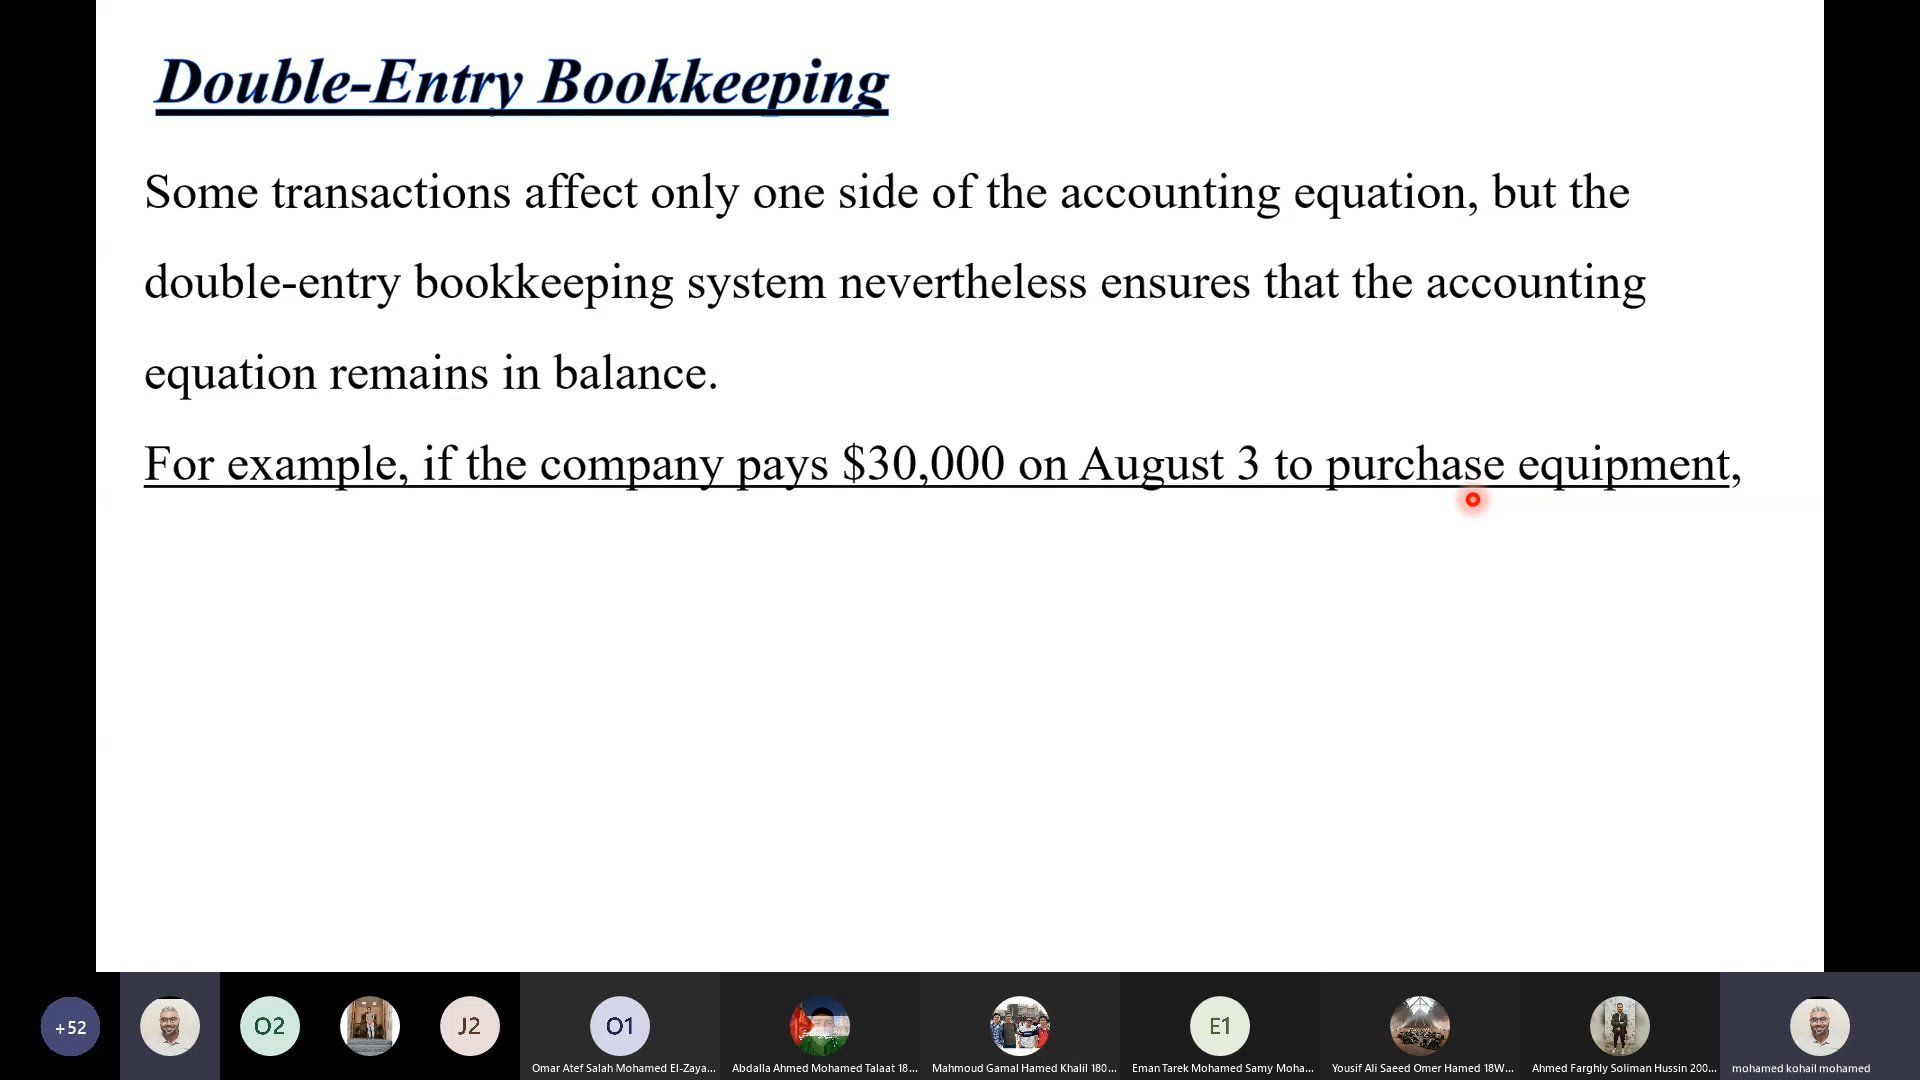 Double-Entry Bookkeeping
Some transactions affect only one side of the accounting equation, but the
double-entry bookkeeping system nevertheless ensures that the accounting
equation remains in balance.
For example, if the company pays $30,000 on August 3 to purchase equipment,
+52
O2
J2
O1
E1
Omar Atef Salah Mohamed El-Zaya...
Abdalla Ahmed Mohamed Talaat 18...
Mahmoud Gamal Hamed Khalil 180...
Eman Tarek Mohamed Samy Moha...
Yousif Ali Saeed Omer Hamed 18W...
Ahmed Farghly Soliman Hussin 200...
mohamed kohail mohamed